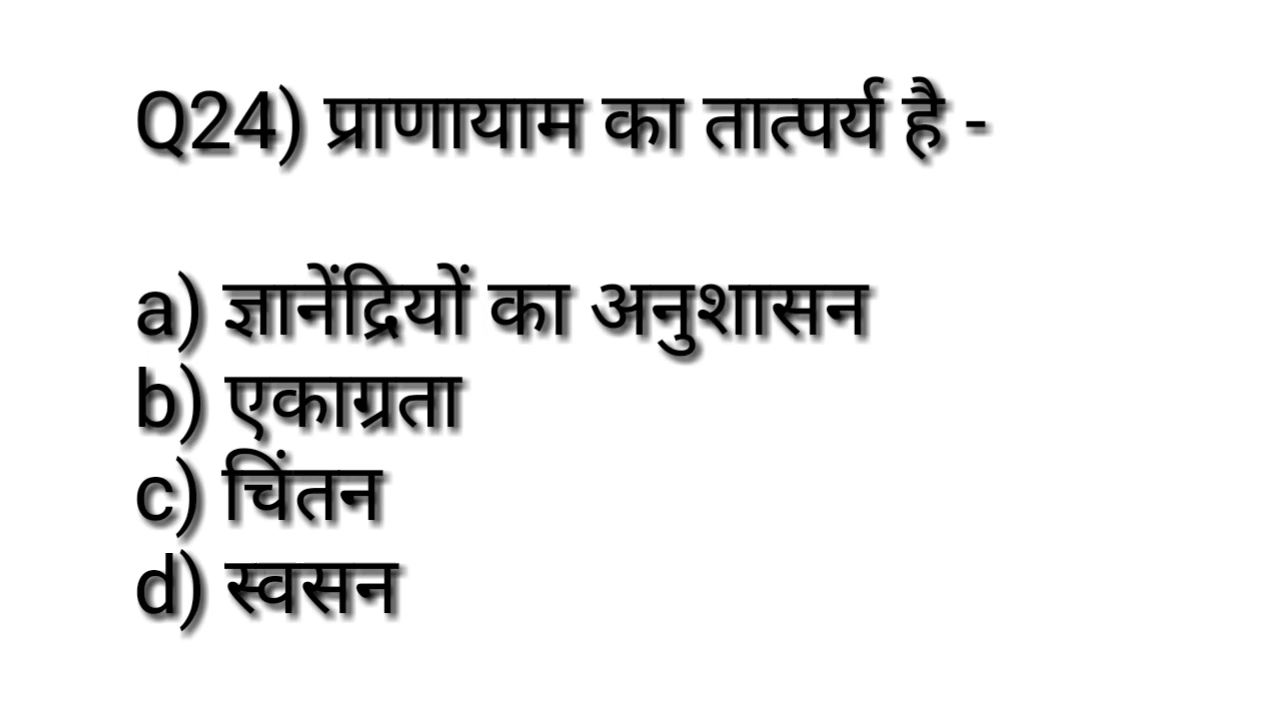 Q24) प्राणायाम का तात्पर्य है -
a) ज्ञानेंद्रियों का अनुशासन
b) एकाग्रता
c) चिंतन
d) स्वसन